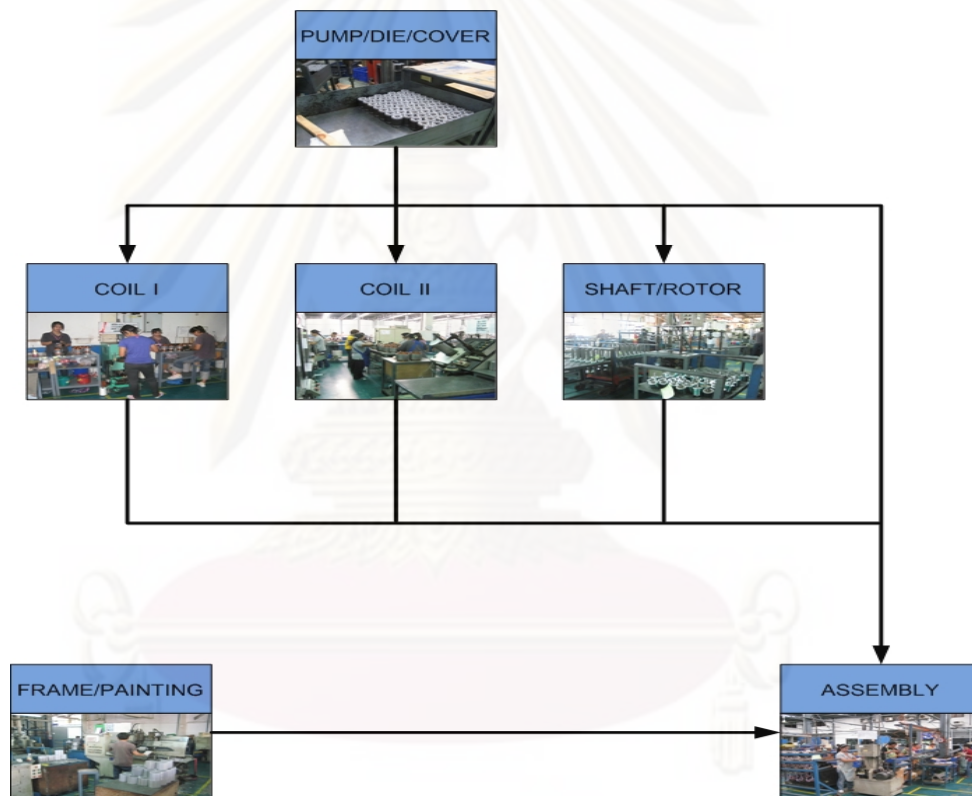 PUMP/DIE/COVER
COIL I
COIL II
SHAFT/ROTOR
FRAME/PAINTING
ASSEMBLY